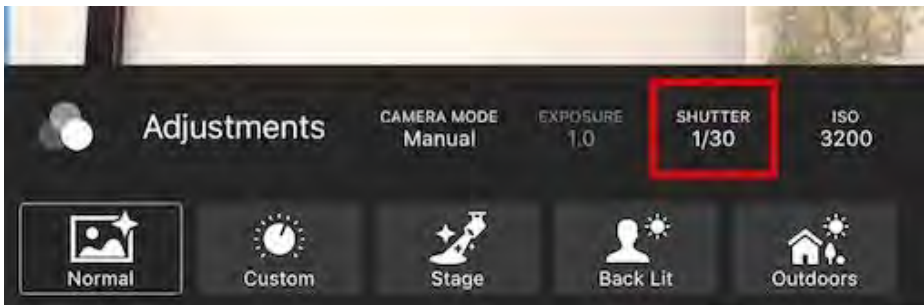 Adjustments
CAMERA MODE
Manual
EXPOSURE
1.0
SHUTTER
1/30
ISO
3200
Normal
Custom
Stage
Back Lit
Outdoors